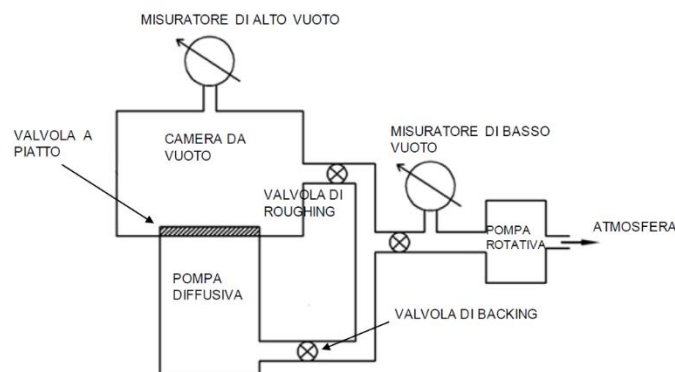 MISURATORE DI ALTO VUOTO
VALVOLA A
PIATTO
CAMERA DA
VUOTO
MISURATORE DI BASSO
VUOTO
VALVOLA DI
ROUGHING
POMPA
ROTATIVA
ATMOSFERA
POMPA
DIFFUSIVA
VALVOLA DI BACKING